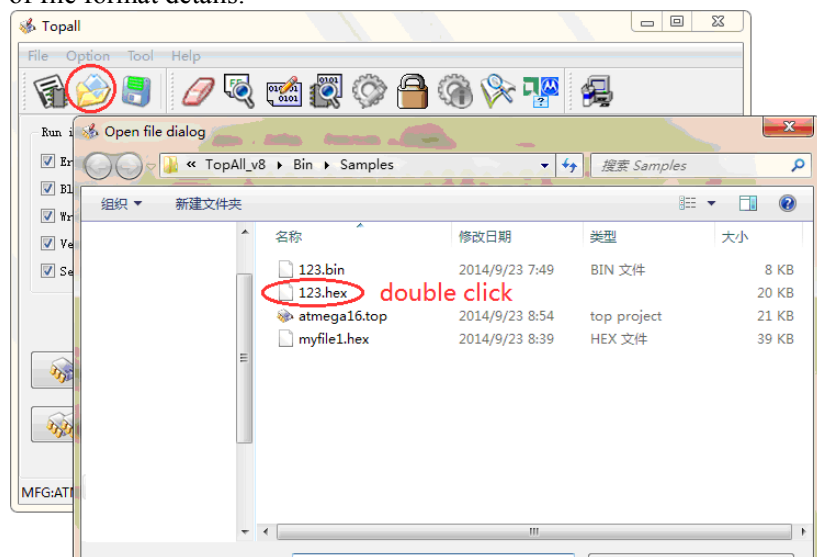 of file format details.
Topall
File Option Tool Help
Run i
Open file dialog
Er
« TopAll_v8 ▸ Bin ▸ Samples
搜索 Samples
Bl
组织 新建文件夹
Wr
名称 修改日期 类型 大小
Ve
123.bin 2014/9/23 7:49 BIN 文件 8 KB
Se
123.hex double click 20 KB
atmega16.top 2014/9/23 8:54 top project 21 KB
myfile1.hex 2014/9/23 8:39 HEX 文件 39 KB
MFG:AT